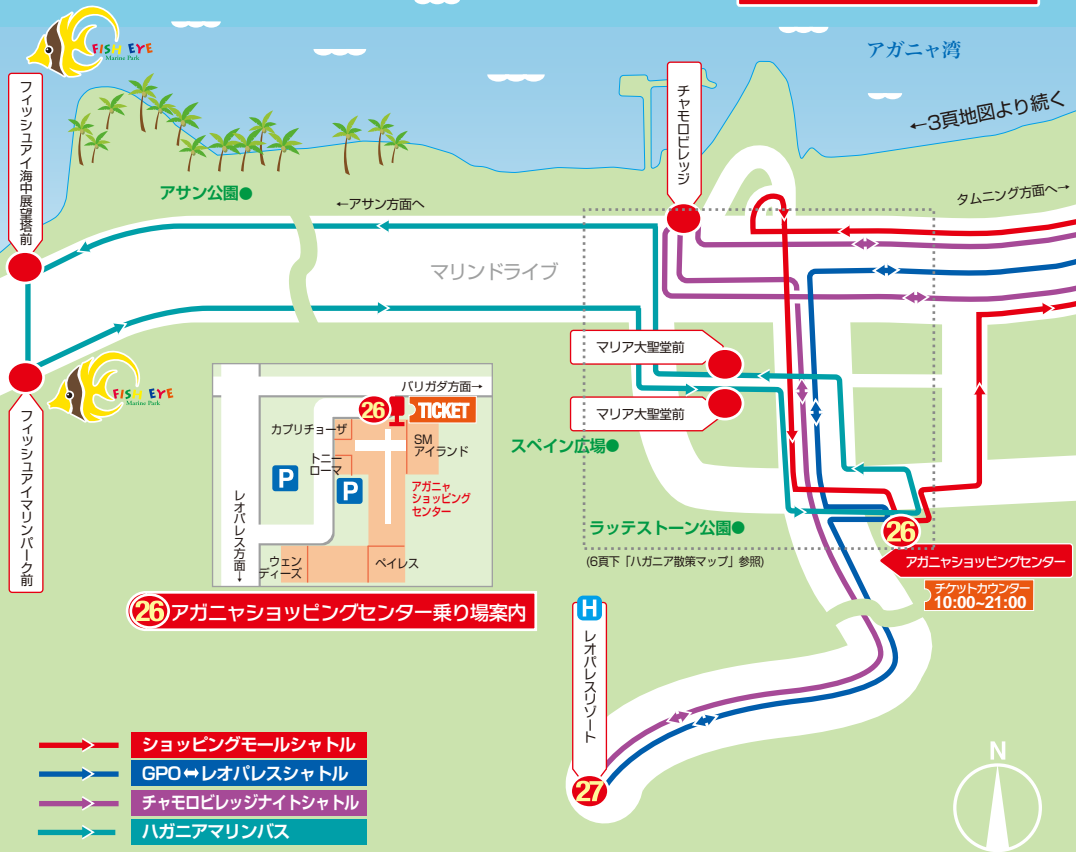 FISH EYE
Marine Park
アガニャ湾
←3頁地図より続く
フィッシュアイ海中展望塔前
チャモロビレッジ
アサン公園●
←アサン方面へ
タムニング方面へ→
マリンドライブ
マリア大聖堂前
マリア大聖堂前
FISH EYE
Marine Park
フィッシュアイマリンパーク前
バリガダ方面→
26
TICKET
カプリチョーザ
SM
アイランド
トニー
ローマ
P
P
アガニャ
ショッピング
センター
レオパレス方面→
ウェン
ディーズ
ペイレス
スペイン広場●
ラッテストーン公園●
(6頁下「ハガニア散策マップ」参照)
26
アガニャショッピングセンター
チケットカウンター
10:00~21:00
26アガニャショッピングセンター乗り場案内
H
レオパレスリゾート
27
ショッピングモールシャトル
GPO⇔レオパレスシャトル
チャモロビレッジナイトシャトル
ハガニアマリンバス
N